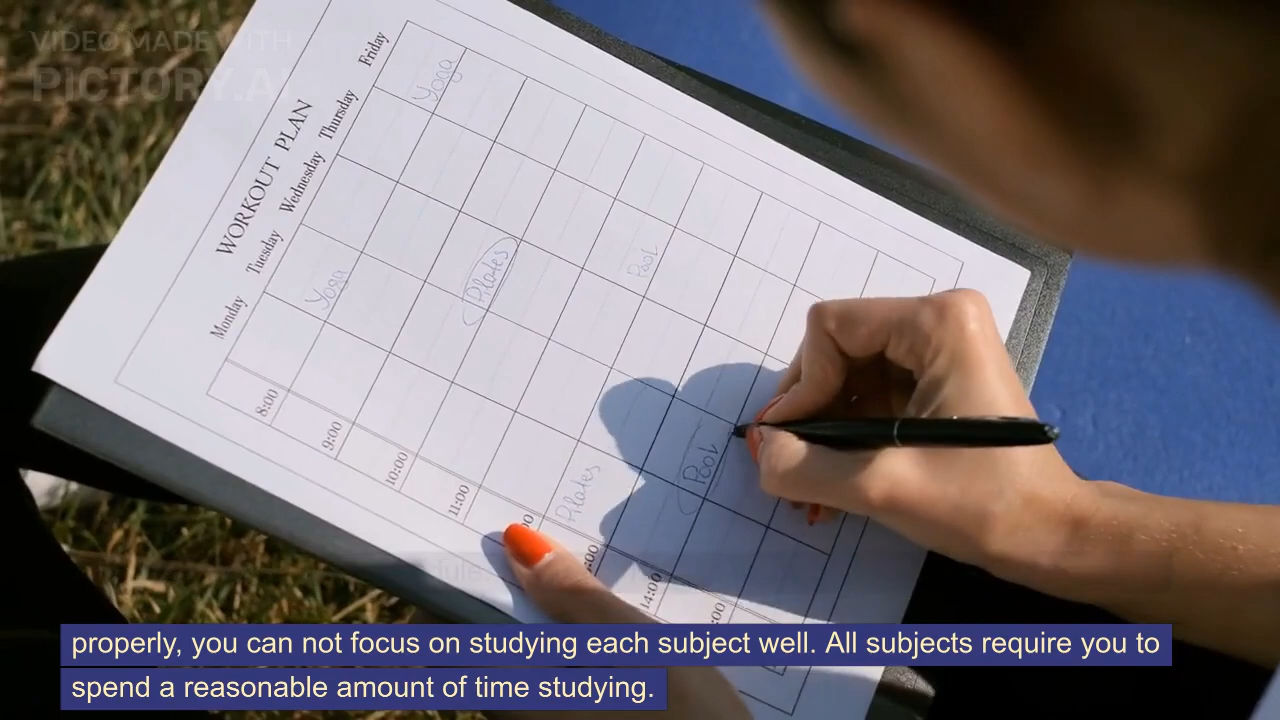 VIDEO MADE WITH
PICTORY.AI
WORKOUT PLAN
Monday Tuesday Wednesday Thursday Friday
8:00
9:00
10:00
11:00
14:00
Yoga
Yoga
Pilates
Pool
Pilates
Pool
properly, you can not focus on studying each subject well. All subjects require you to
spend a reasonable amount of time studying.